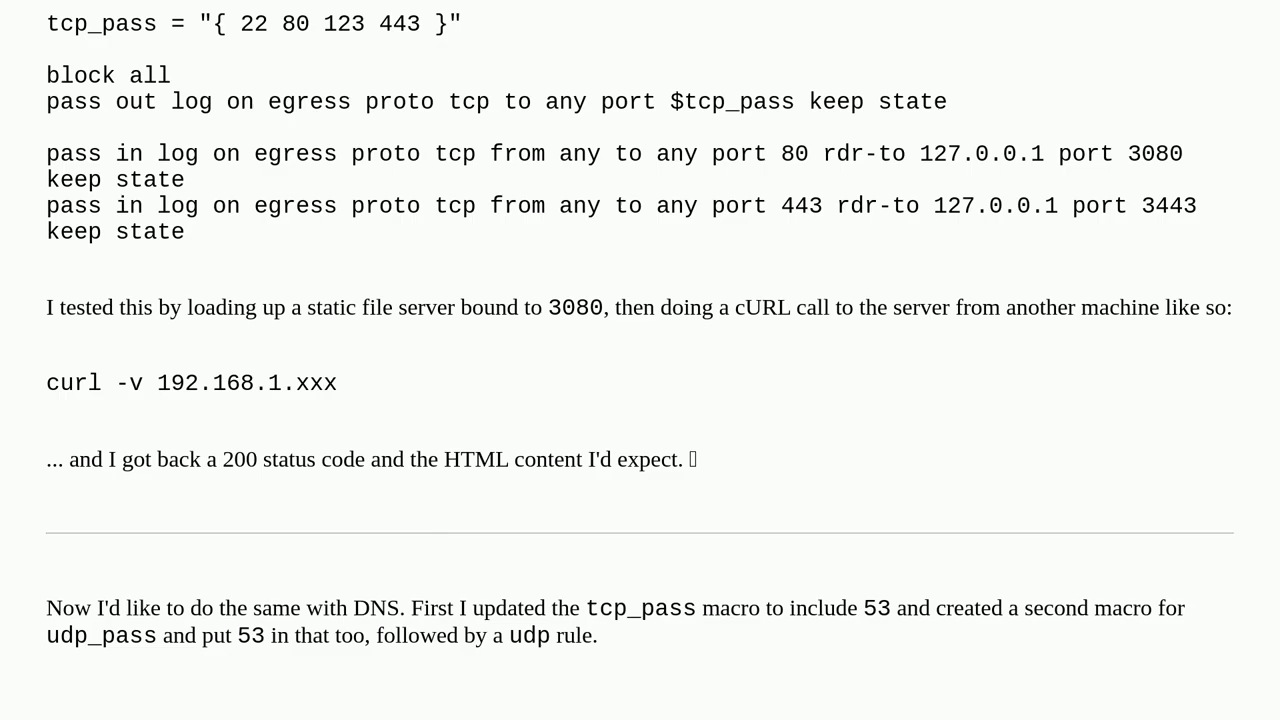 tcp_pass = "{ 22 80 123 443 }"
block all
pass out log on egress proto tcp to any port $tcp_pass keep state
pass in log on egress proto tcp from any to any port 80 rdr-to 127.0.0.1 port 3080
keep state
pass in log on egress proto tcp from any to any port 443 rdr-to 127.0.0.1 port 3443
keep state
I tested this by loading up a static file server bound to 3080, then doing a cURL call to the server from another machine like so:
curl -v 192.168.1.xxx
... and I got back a 200 status code and the HTML content I'd expect.
Now I'd like to do the same with DNS. First I updated the tcp_pass macro to include 53 and created a second macro for
udp_pass and put 53 in that too, followed by a udp rule.